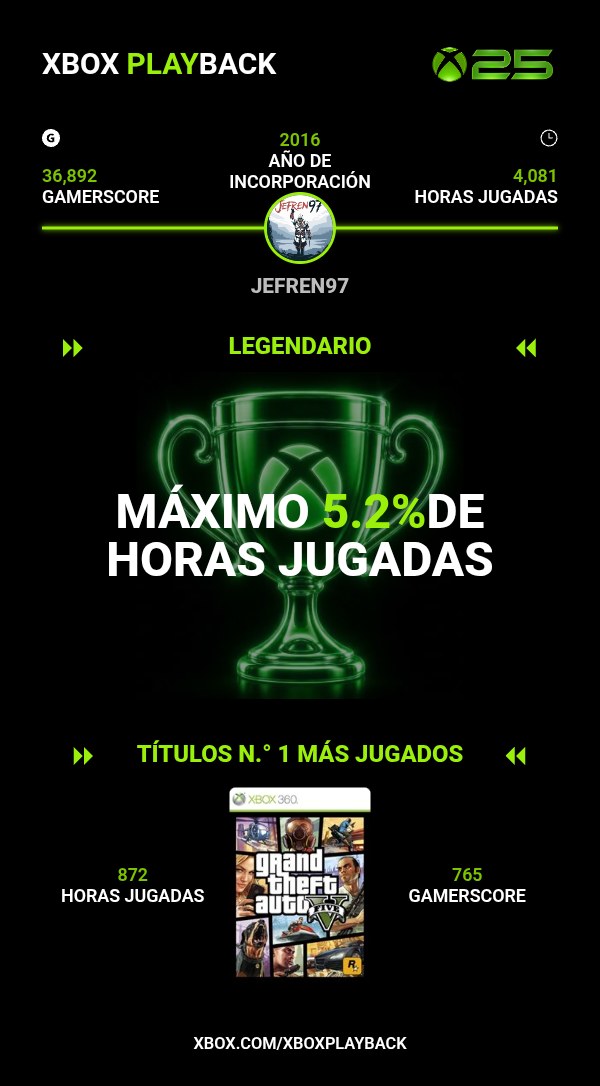 XBOX PLAYBACK
25
G
2016
AÑO DE
INCORPORACIÓN
36,892
GAMERSCORE
4,081
HORAS JUGADAS
JEFREN97
JEFREN97
LEGENDARIO
MÁXIMO 5.2%DE
HORAS JUGADAS
TÍTULOS N.° 1 MÁS JUGADOS
XBOX 360
grand
theft
auto
FIVE
R
872
HORAS JUGADAS
765
GAMERSCORE
XBOX.COM/XBOXPLAYBACK